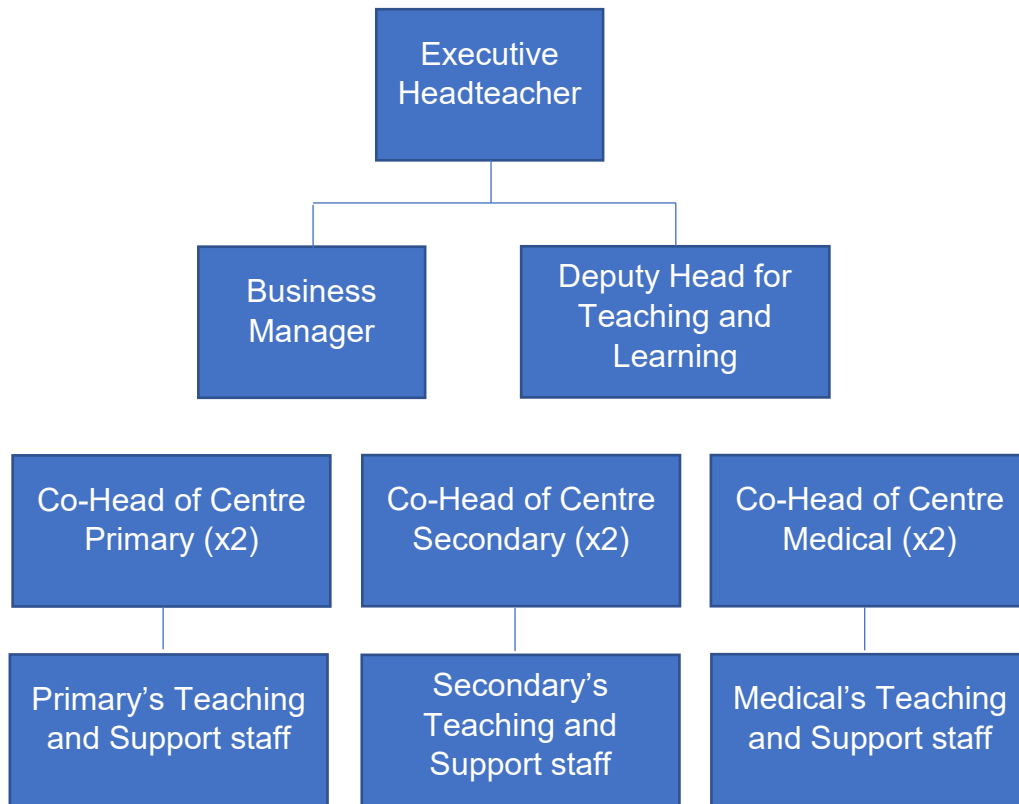 Executive
Headteacher
Business
Manager
Deputy Head for
Teaching and
Learning
Co-Head of Centre
Primary (x2)
Co-Head of Centre
Secondary (x2)
Co-Head of Centre
Medical (x2)
Primary’s Teaching
and Support staff
Secondary’s
Teaching and
Support staff
Medical’s Teaching
and Support staff